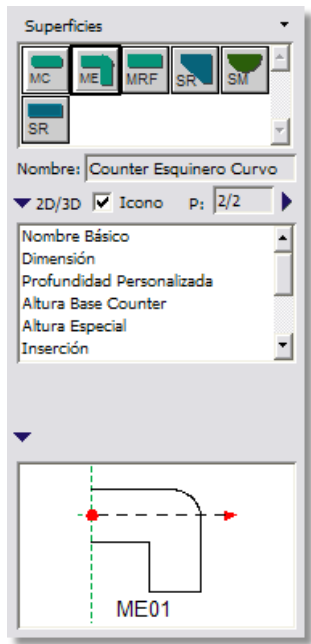 Superficies
MC ME MRF SR SM
SR
Nombre: Counter Esquinero Curvo
2D/3D Icono P: 2/2
Nombre Básico
Dimensión
Profundidad Personalizada
Altura Base Counter
Altura Especial
Inserción
ME01